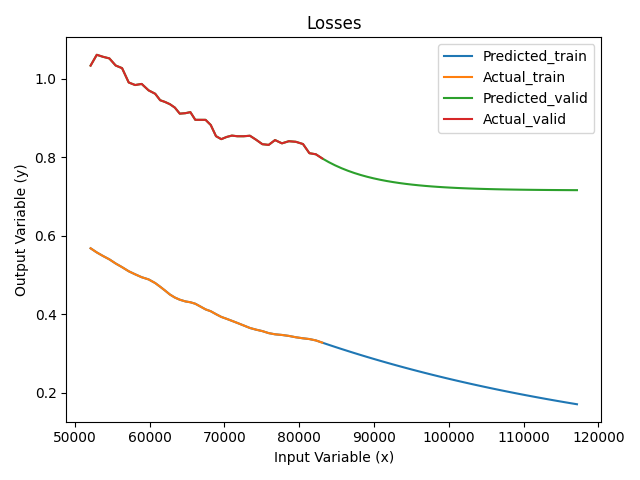 Losses
Predicted_train
Actual_train
Predicted_valid
Actual_valid
Output Variable (y)
1.0
0.8
0.6
0.4
0.2
50000 60000 70000 80000 90000 100000 110000 120000
Input Variable (x)